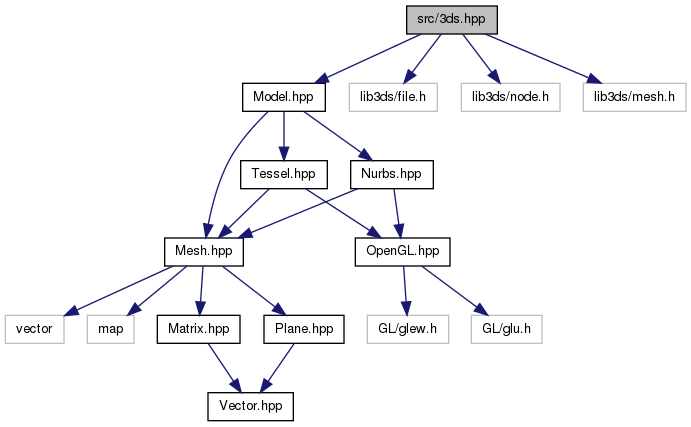 src/3ds.hpp
Model.hpp
lib3ds/file.h
lib3ds/node.h
lib3ds/mesh.h
Tessel.hpp
Nurbs.hpp
Mesh.hpp
OpenGL.hpp
vector
map
Matrix.hpp
Plane.hpp
GL/glew.h
GL/glu.h
Vector.hpp